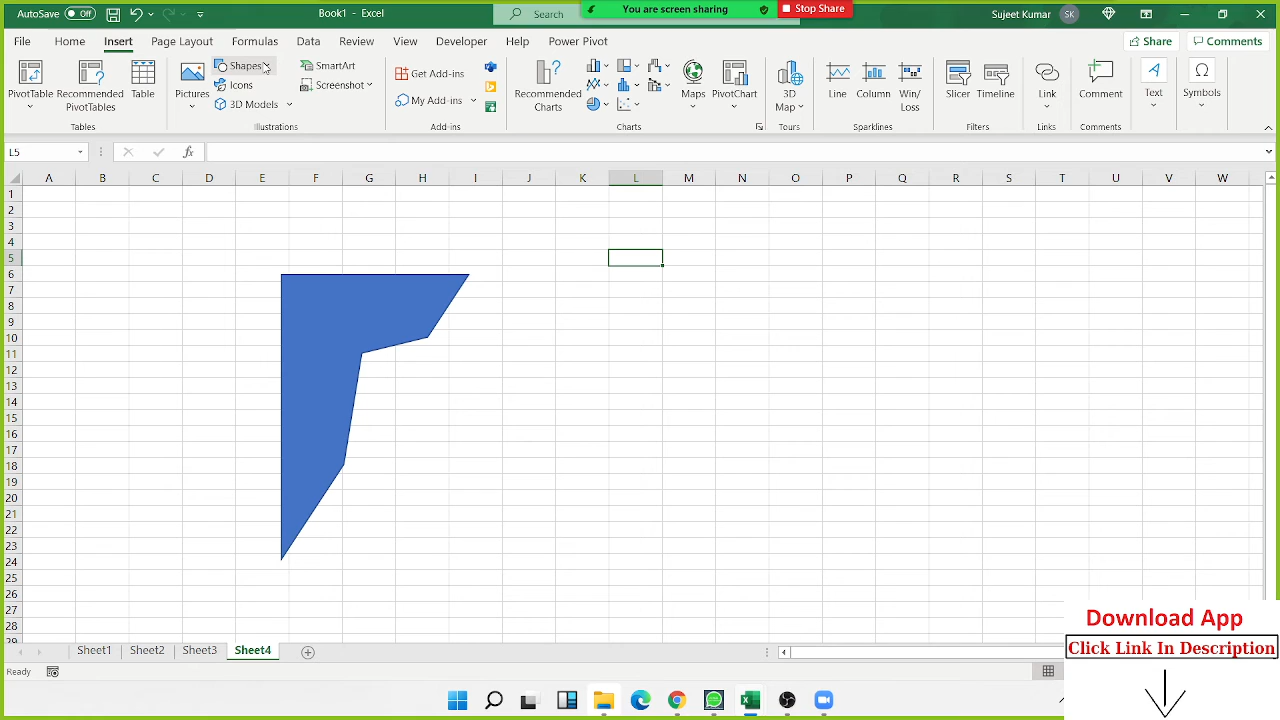 AutoSave Off
Book1 - Excel
Search
You are screen sharing
Stop Share
Sujeet Kumar
SK
File Home Insert Page Layout Formulas Data Review View Developer Help Power Pivot
Share
Comments
PivotTable
Recommended
PivotTables
Table
Tables
Pictures
Shapes
Icons
3D Models
SmartArt
Screenshot
Illustrations
Get Add-ins
My Add-ins
Add-ins
Recommended
Charts
Maps
PivotChart
Charts
3D
Map
Tours
Line
Column
Win/
Loss
Sparklines
Slicer
Timeline
Filters
Link
Links
Comment
Comments
Text
Symbols
L5
fx
A B C D E F G H I J K L M N O P Q R S T U V W
1
2
3
4
5
6
7
8
9
10
11
12
13
14
15
16
17
18
19
20
21
22
23
24
25
26
27
28
29
Sheet1 Sheet2 Sheet3 Sheet4
Ready
Download App
Click Link In Description